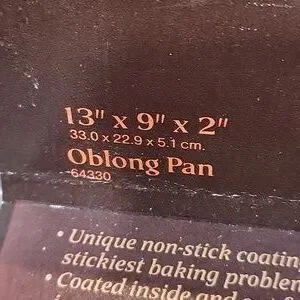 13" x 9" x 2"
33.0 x 22.9 x 5.1 cm.
Oblong Pan
64330
• Unique non-stick coatin
stickiest baking problem
• Coated inside and